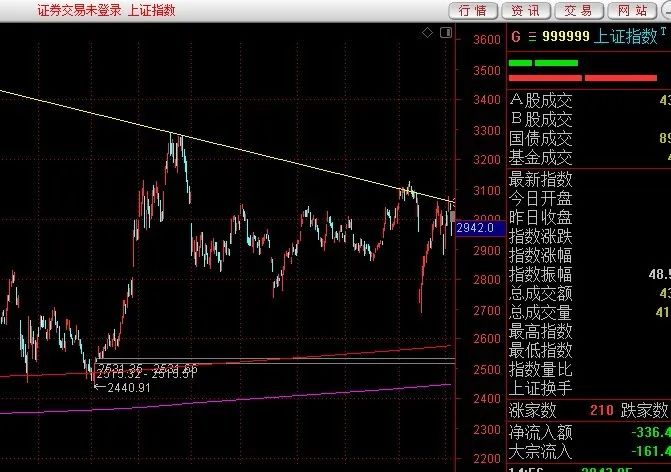 证券交易未登录 上证指数
行情 资讯 交易 网站
G 999999 上证指数
3600
3500
3400
3300
3200
3100
3000
2942.0
2900
2800
2700
2600
2500
2400
2300
2200
2531.36 - 2531.66
2515.32 - 2515.51
←2440.91
A股成交 43
B股成交
国债成交 89
基金成交 4
最新指数
今日开盘
昨日收盘
指数涨跌
指数涨幅
指数振幅 48.5
总成交额 43
总成交量 41
最高指数
最低指数
指数量比
上证换手
涨家数 210 跌家数
净流入额 -336.4
大宗流入 -161.4